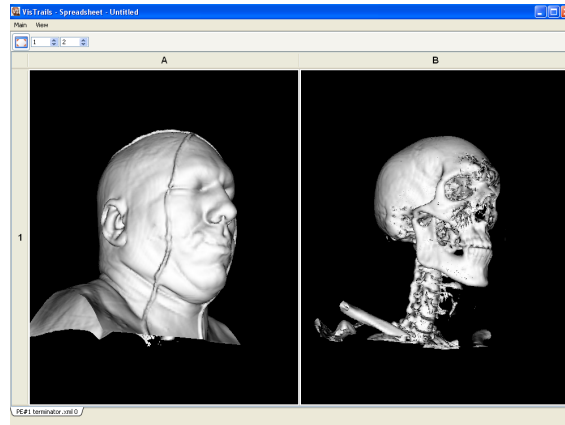 VisTrails - Spreadsheet - Untitled
Main View
1 2
A B
1
PE#1 terminator.xml 0